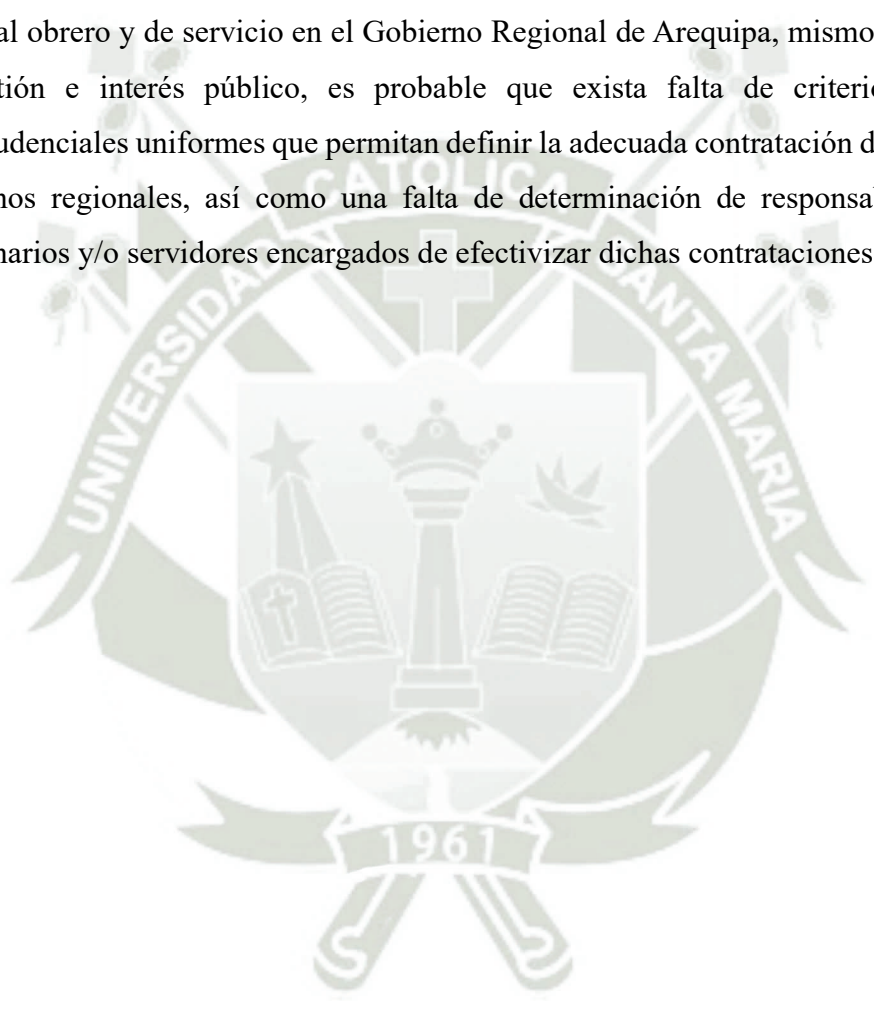 al obrero y de servicio en el Gobierno Regional de Arequipa, mismo
tión e interés público, es probable que exista falta de criterio
udenciales uniformes que permitan definir la adecuada contratación d
nos regionales, así como una falta de determinación de responsa
narios y/o servidores encargados de efectivizar dichas contrataciones
UNIVERSIDAD CATOLICA SANTA MARIA
1961